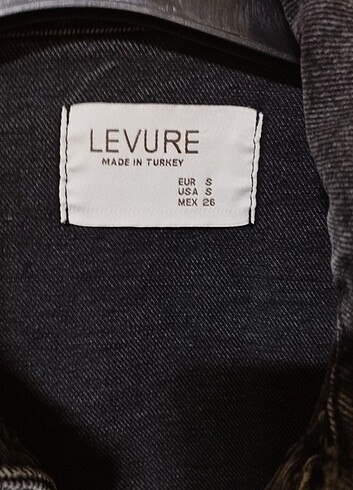 LEVURE
MADE IN TURKEY
EUR S
USA S
MEX 26